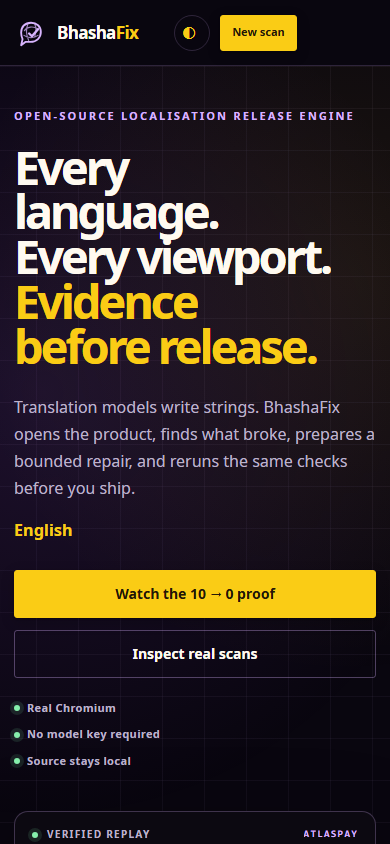 BhashaFix
New scan
OPEN-SOURCE LOCALISATION RELEASE ENGINE
Every
language.
Every viewport.
Evidence
before release.
Translation models write strings. BhashaFix
opens the product, finds what broke, prepares a
bounded repair, and reruns the same checks
before you ship.
English
Watch the 10 → 0 proof
Inspect real scans
Real Chromium
No model key required
Source stays local
VERIFIED REPLAY
ATLASPAY